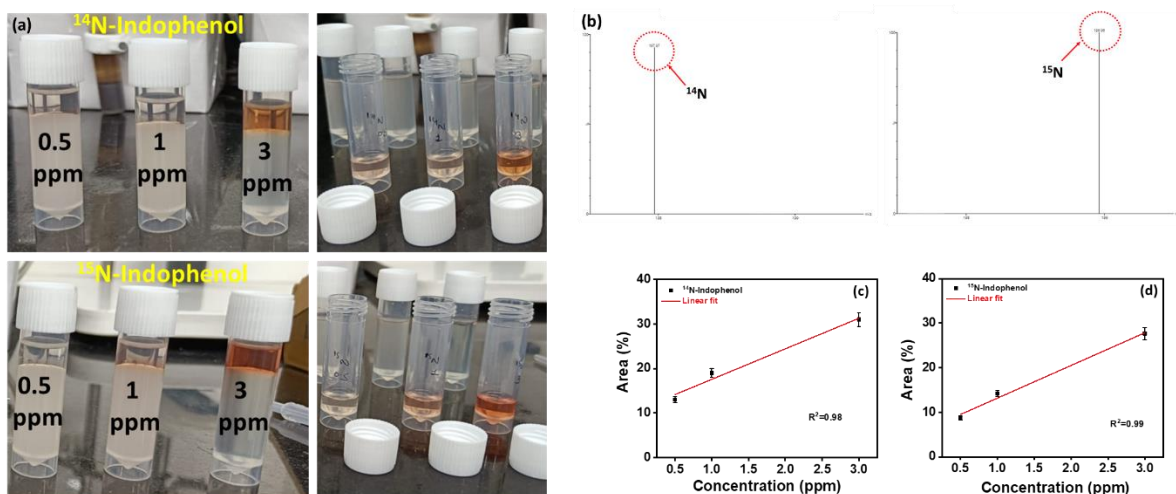 (a)
¹⁴N-Indophenol
0.5
ppm
1
ppm
3
ppm
¹⁵N-Indophenol
0.5
ppm
1
ppm
3
ppm
(b)
100
¹⁴N
100
¹⁵N
40
30
20
10
0
Area (%)
¹⁴N-Indophenol
Linear fit
(c)
R²=0.98
0.5 1.0 1.5 2.0 2.5 3.0
Concentration (ppm)
40
30
20
10
0
Area (%)
¹⁵N-Indophenol
Linear fit
(d)
R²=0.99
0.5 1.0 1.5 2.0 2.5 3.0
Concentration (ppm)